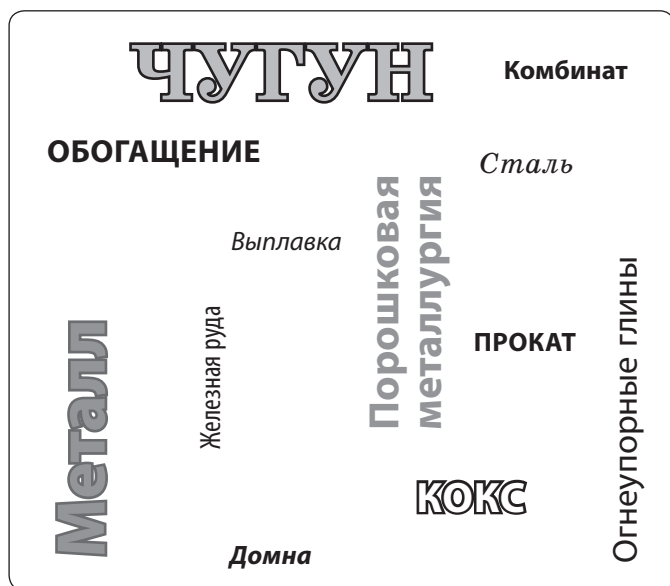 ЧУГУН
Комбинат
ОБОГАЩЕНИЕ
Сталь
Выплавка
Порошковая
металлургия
Огнеупорные глины
Железная руда
Металл
ПРОКАТ
КОКС
Домна